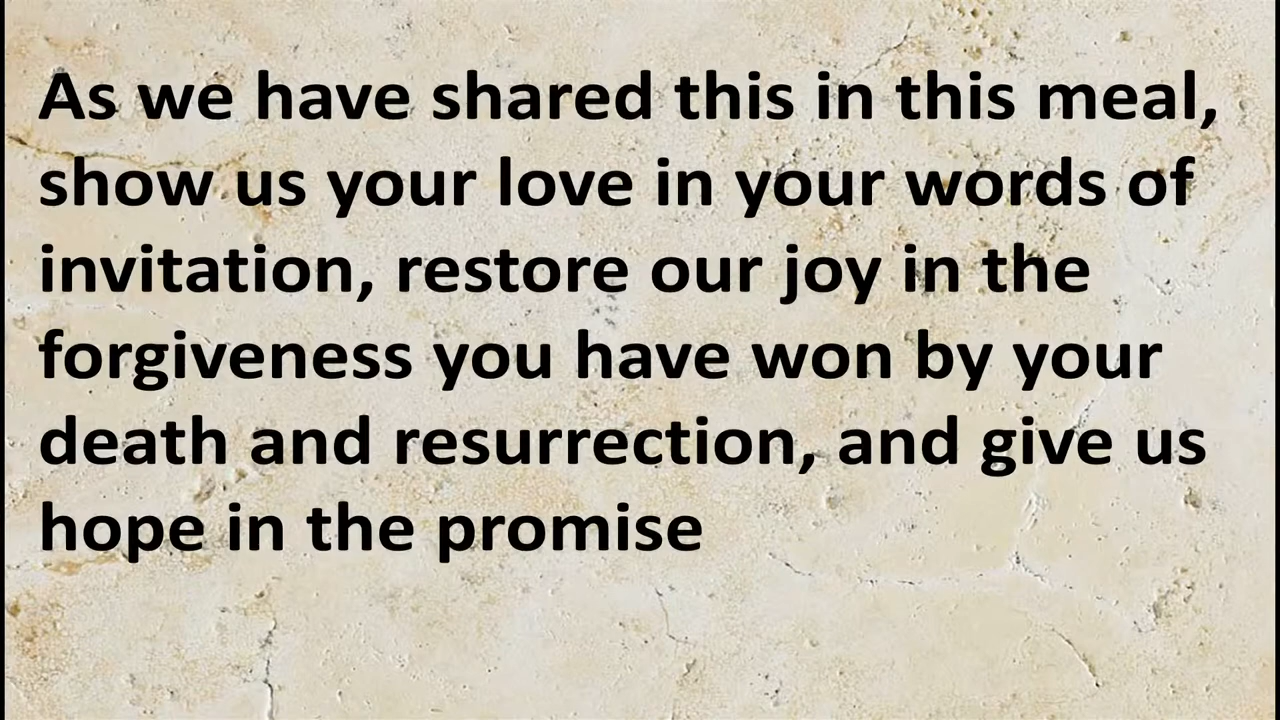 As we have shared this in this meal,
show us your love in your words of
invitation, restore our joy in the
forgiveness you have won by your
death and resurrection, and give us
hope in the promise